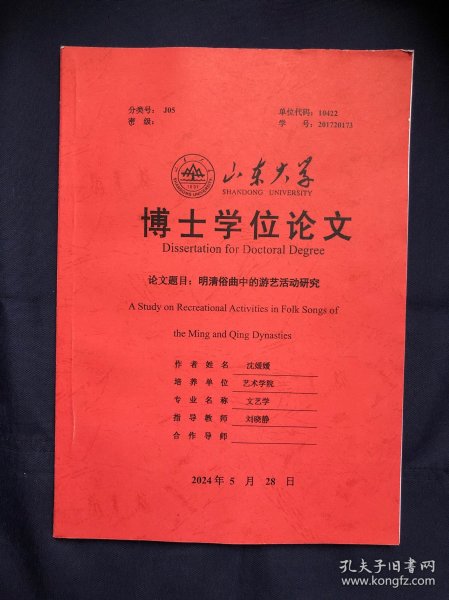 分类号： J05 单位代码：10422
密 级： 学 号：201720173
山东大学
SHANDONG UNIVERSITY
博士学位论文
Dissertation for Doctoral Degree
论文题目：明清俗曲中的游艺活动研究
A Study on Recreational Activities in Folk Songs of
the Ming and Qing Dynasties
作 者 姓 名 沈媛媛
培 养 单 位 艺术学院
专 业 名 称 文艺学
指 导 教 师 刘晓静
合 作 导 师
2024 年 5 月 28 日
孔夫子旧书网
www.kongfz.com